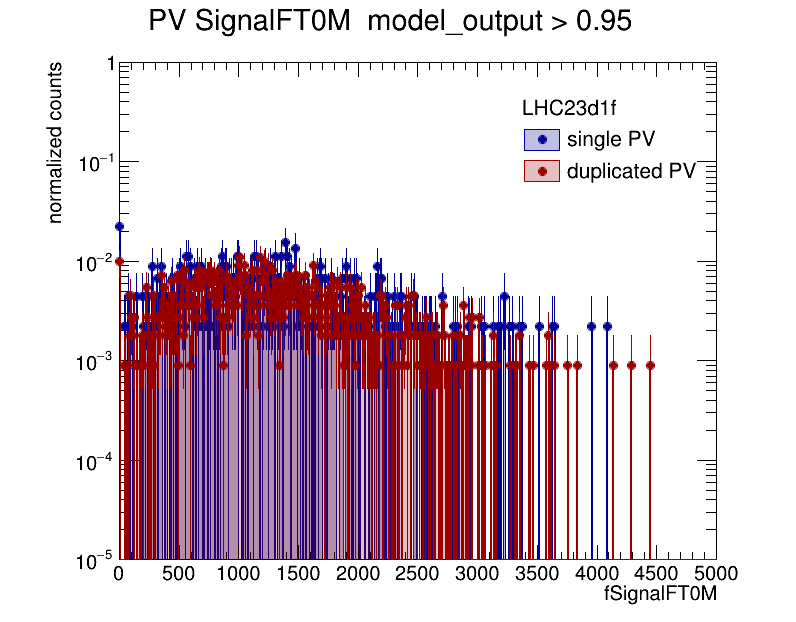 PV SignalFT0M  model_output > 0.95
normalized counts
1
10⁻¹
10⁻²
10⁻³
10⁻⁴
10⁻⁵
LHC23d1f
single PV
duplicated PV
0 500 1000 1500 2000 2500 3000 3500 4000 4500 5000
fSignalFT0M